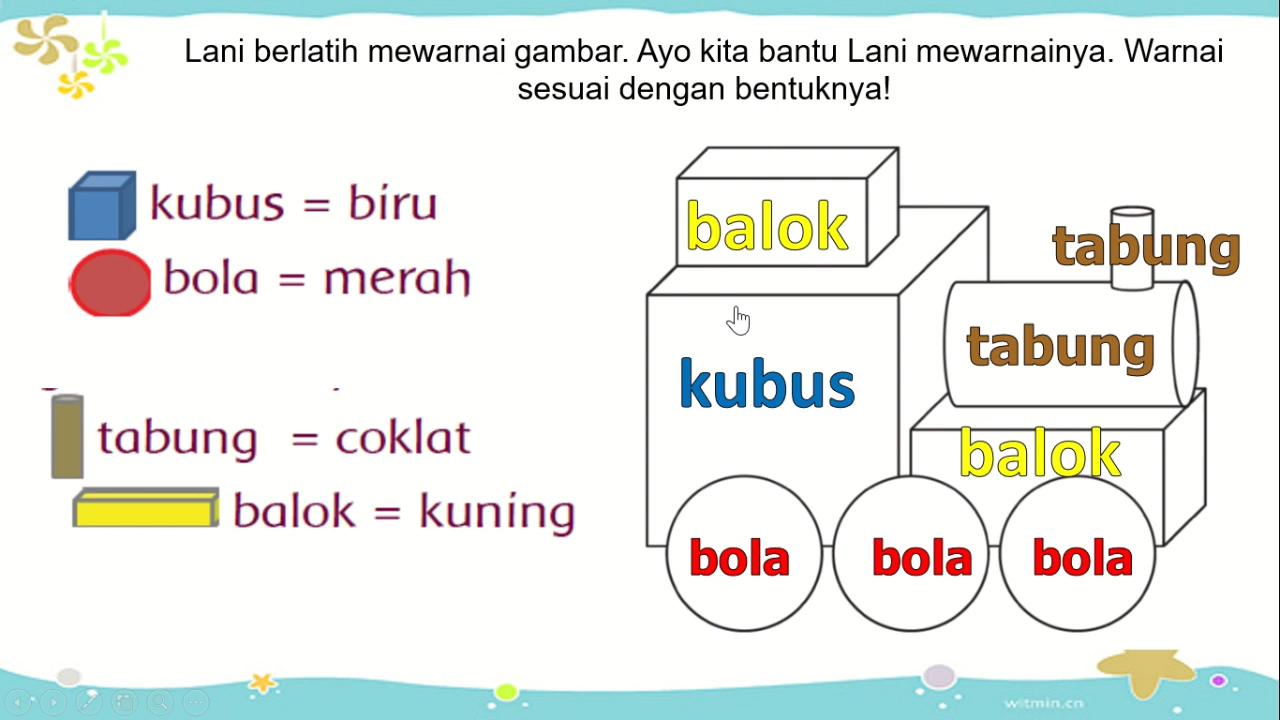 Lani berlatih mewarnai gambar. Ayo kita bantu Lani mewarnainya. Warnai
sesuai dengan bentuknya!
kubus = biru
bola = merah
tabung = coklat
balok = kuning
balok
tabung
tabung
kubus
balok
bola
bola
bola
witmin.cn